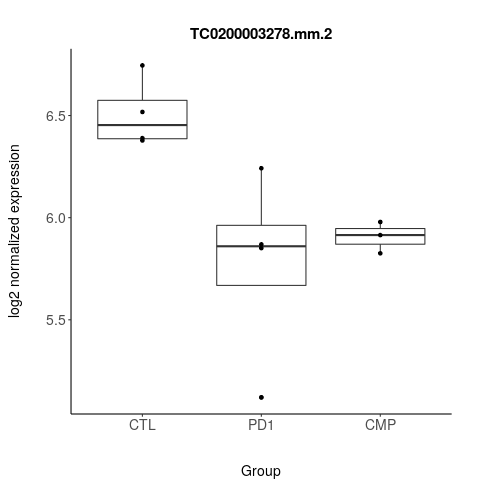 TC0200003278.mm.2
log2 normalized expression
6.5
6.0
5.5
CTL PD1 CMP
Group